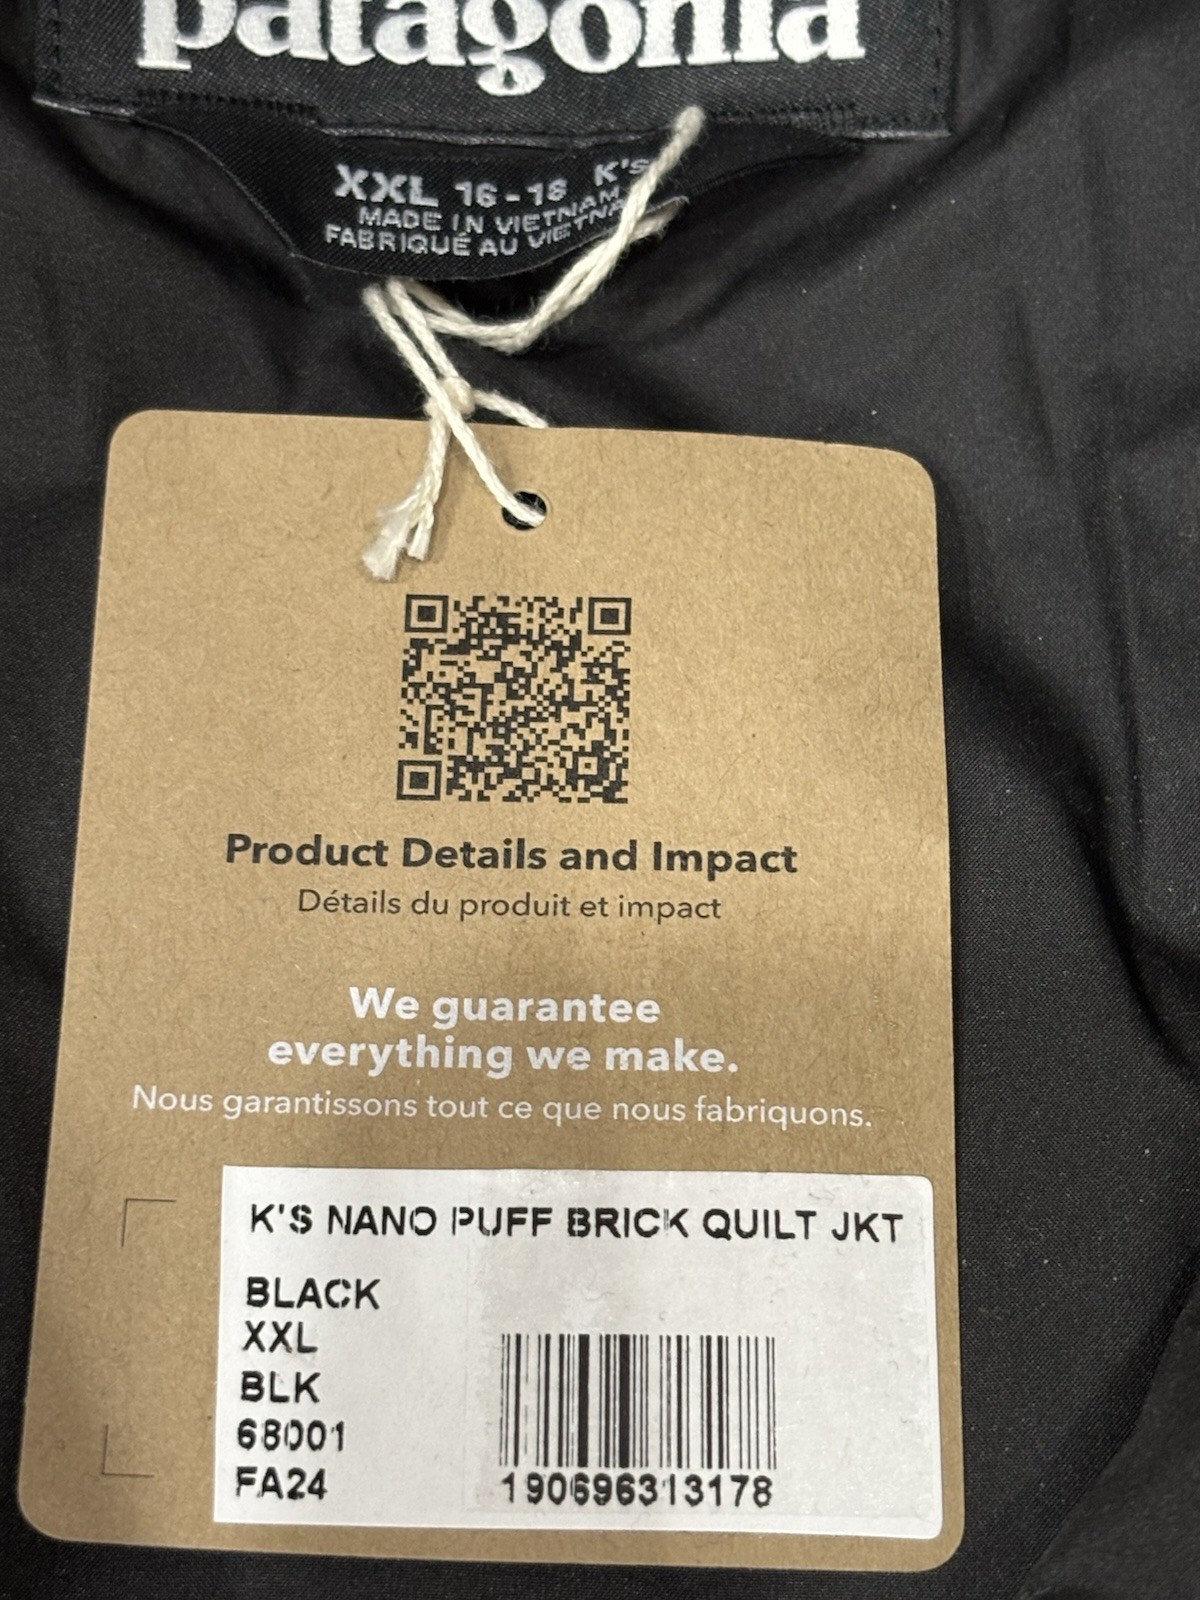 patagonia
XXL 16-18 K'S
MADE IN VIETNAM
FABRIQUÉ AU VIETNAM
Product Details and Impact
Détails du produit et impact
We guarantee
everything we make.
Nous garantissons tout ce que nous fabriquons.
K'S NANO PUFF BRICK QUILT JKT
BLACK
XXL
BLK
68001
FA24
190696313178